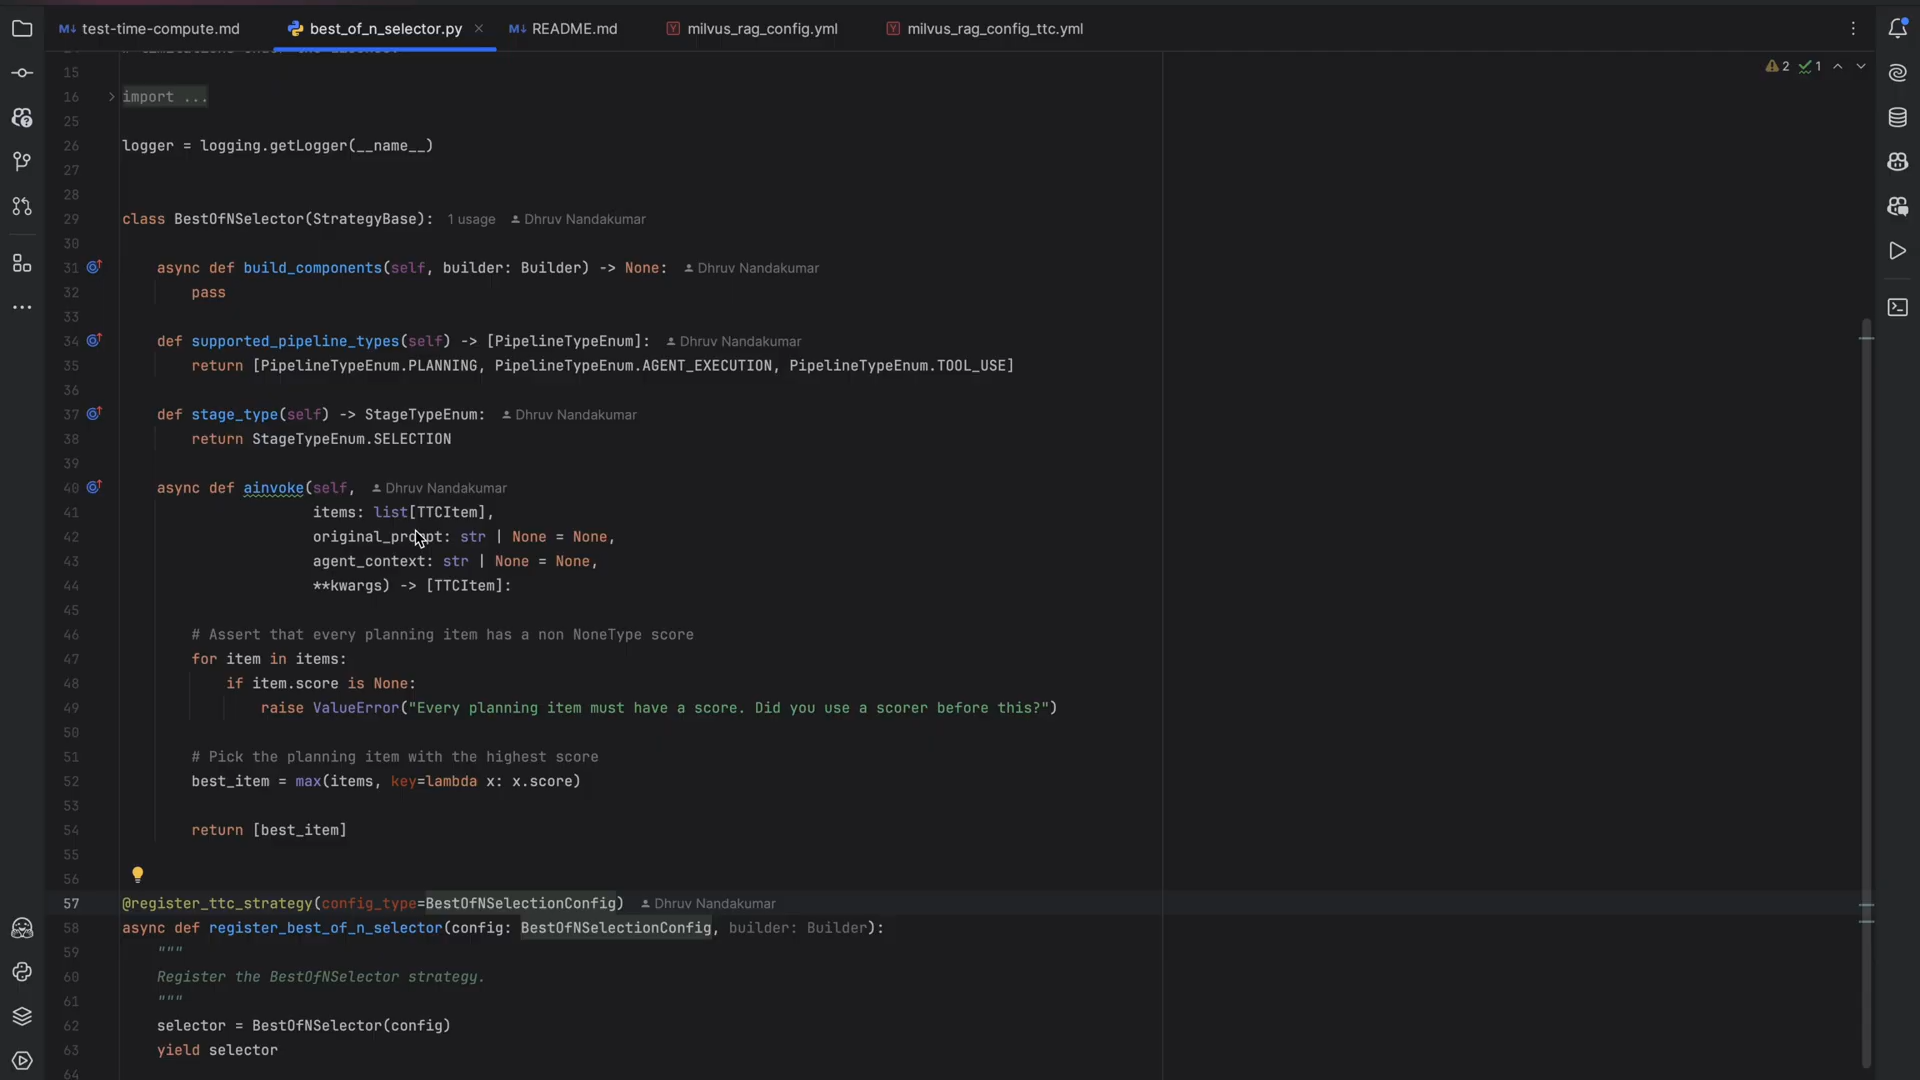 test-time-compute.md
best_of_n_selector.py
README.md
milvus_rag_config.yml
milvus_rag_config_ttc.yml
2 1
15
16 import ...
25
26 logger = logging.getLogger(__name__)
27
28
29 class BestOfNSelector(StrategyBase): 1 usage Dhruv Nandakumar
30
31 async def build_components(self, builder: Builder) -> None: Dhruv Nandakumar
32 pass
33
34 def supported_pipeline_types(self) -> [PipelineTypeEnum]: Dhruv Nandakumar
35 return [PipelineTypeEnum.PLANNING, PipelineTypeEnum.AGENT_EXECUTION, PipelineTypeEnum.TOOL_USE]
36
37 def stage_type(self) -> StageTypeEnum: Dhruv Nandakumar
38 return StageTypeEnum.SELECTION
39
40 async def ainvoke(self, Dhruv Nandakumar
41 items: list[TTCItem],
42 original_prompt: str | None = None,
43 agent_context: str | None = None,
44 **kwargs) -> [TTCItem]:
45
46 # Assert that every planning item has a non NoneType score
47 for item in items:
48 if item.score is None:
49 raise ValueError("Every planning item must have a score. Did you use a scorer before this?")
50
51 # Pick the planning item with the highest score
52 best_item = max(items, key=lambda x: x.score)
53
54 return [best_item]
55
56
57 @register_ttc_strategy(config_type=BestOfNSelectionConfig) Dhruv Nandakumar
58 async def register_best_of_n_selector(config: BestOfNSelectionConfig, builder: Builder):
59 """
60 Register the BestOfNSelector strategy.
61 """
62 selector = BestOfNSelector(config)
63 yield selector
64